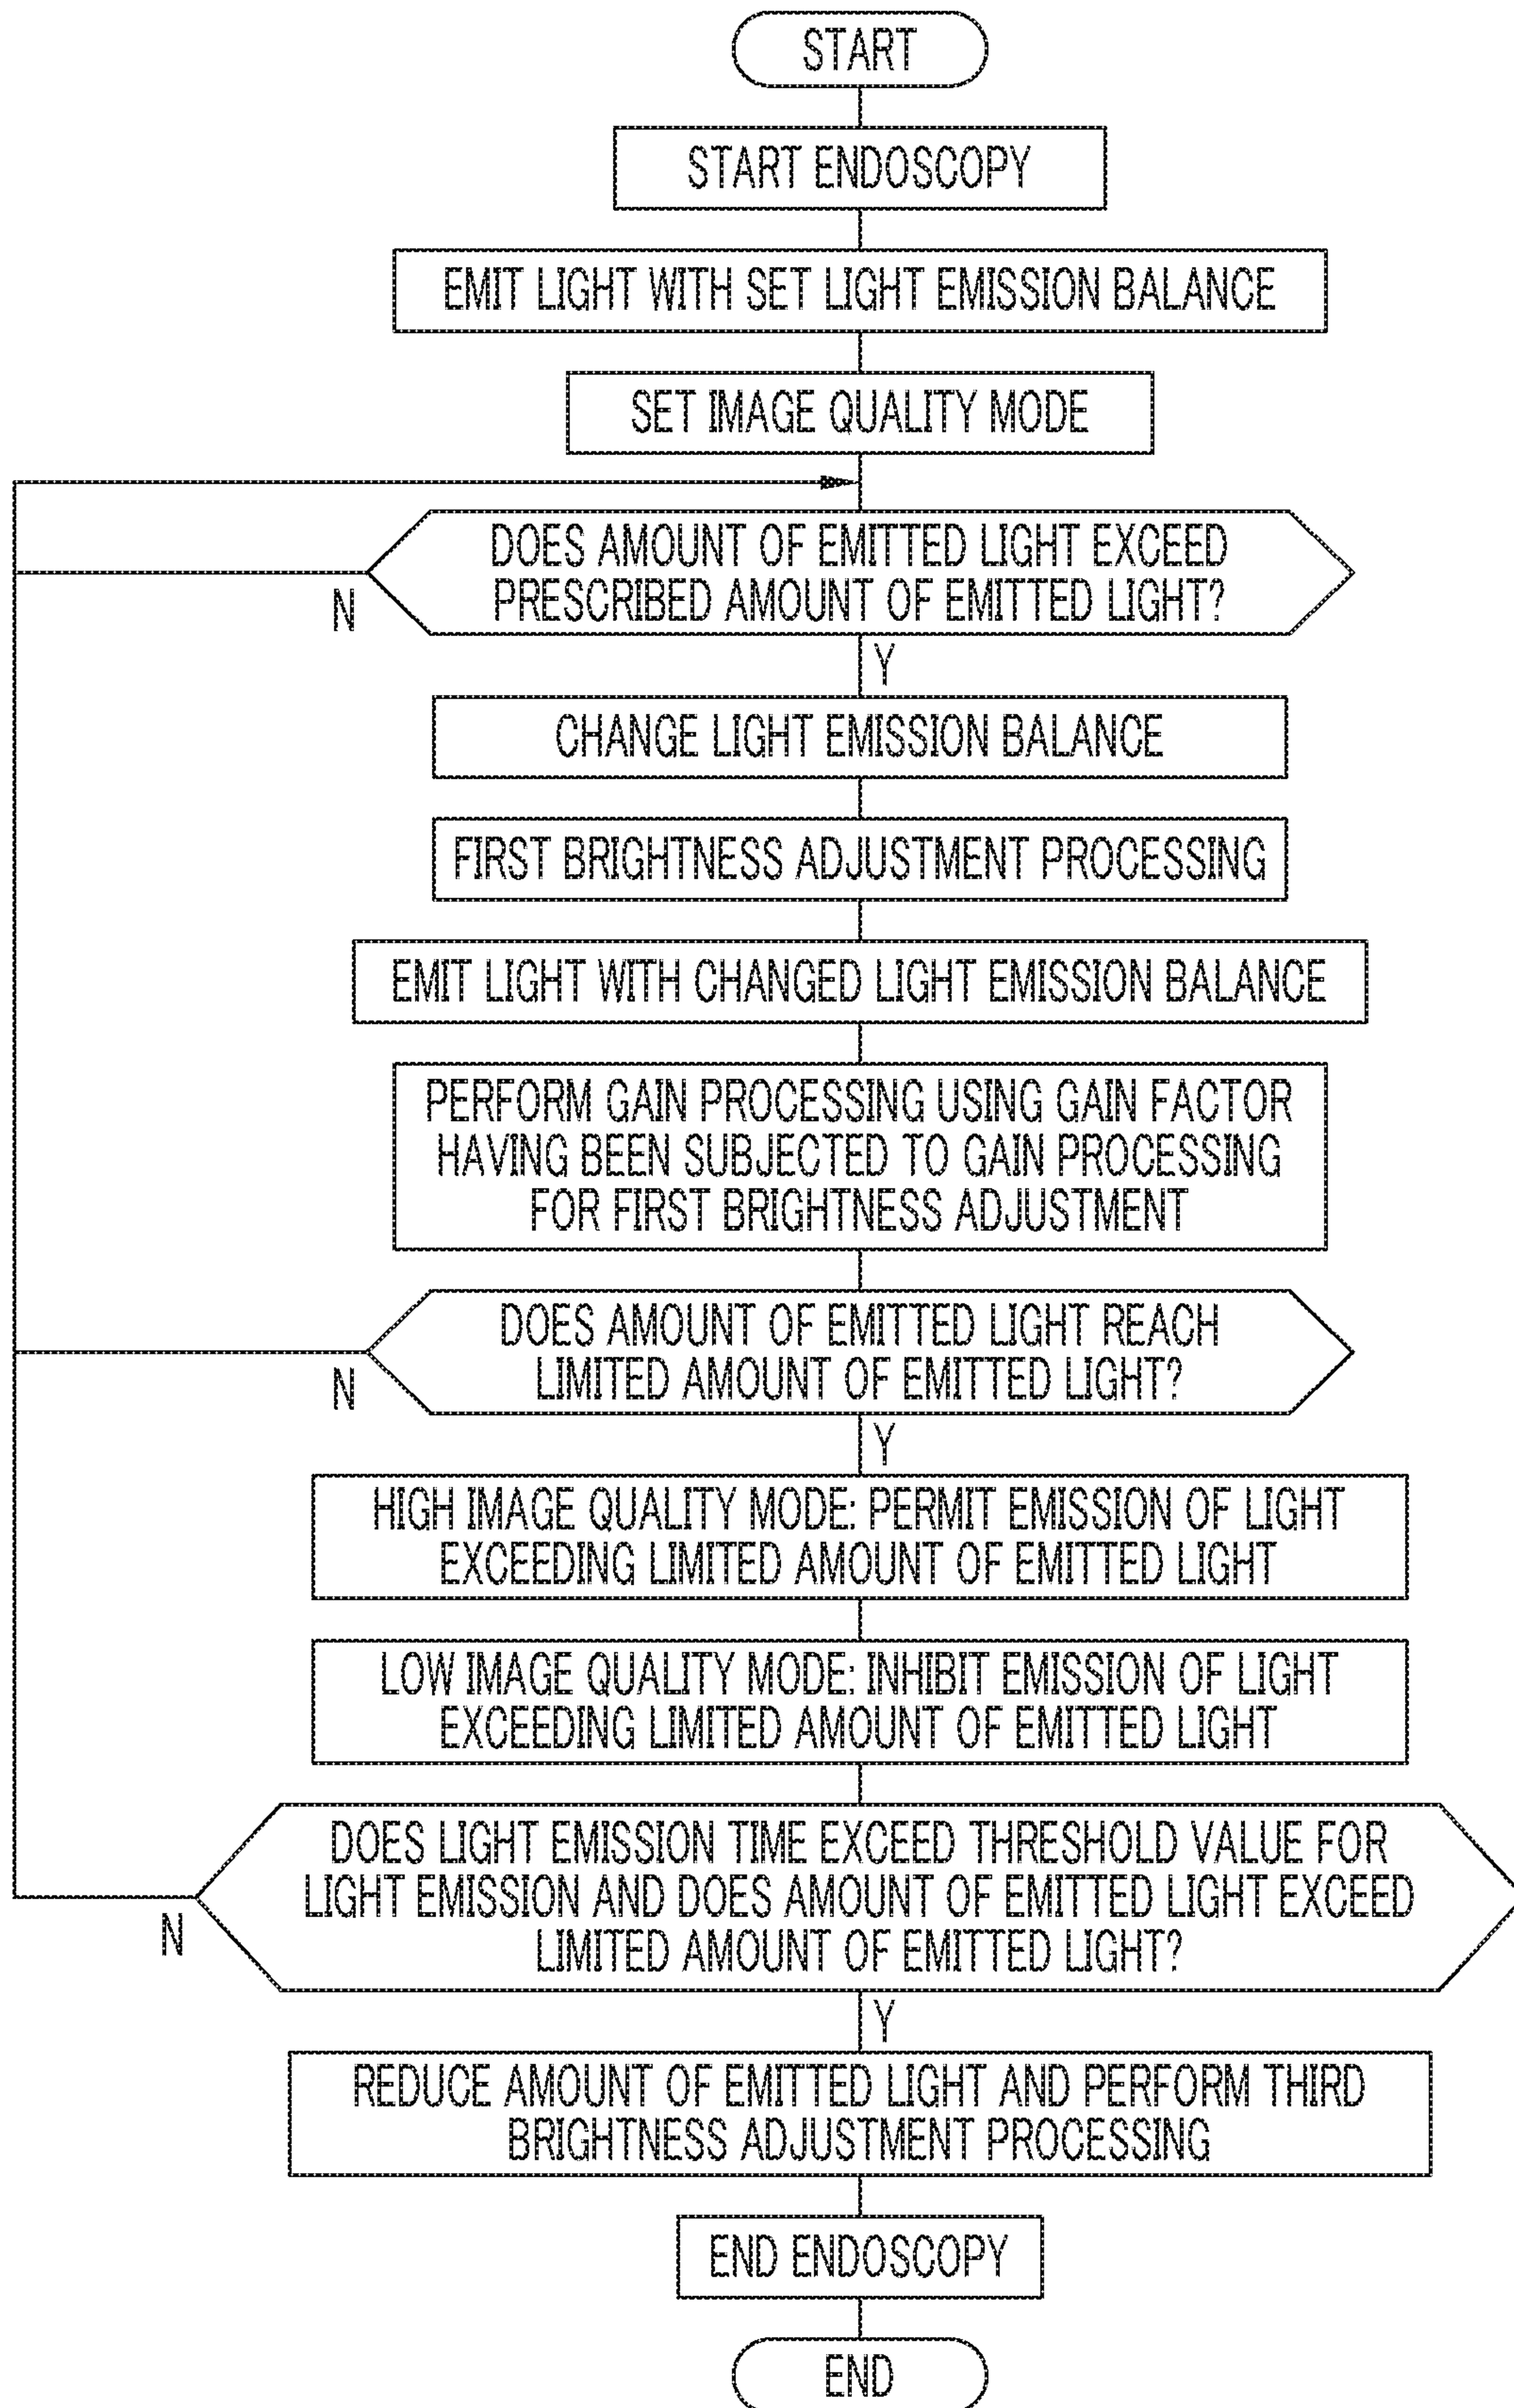 START
START ENDOSCOPY
EMIT LIGHT WITH SET LIGHT EMISSION BALANCE
SET IMAGE QUALITY MODE
DOES AMOUNT OF EMITTED LIGHT EXCEED
PRESCRIBED AMOUNT OF EMITTED LIGHT?
N
Y
CHANGE LIGHT EMISSION BALANCE
FIRST BRIGHTNESS ADJUSTMENT PROCESSING
EMIT LIGHT WITH CHANGED LIGHT EMISSION BALANCE
PERFORM GAIN PROCESSING USING GAIN FACTOR
HAVING BEEN SUBJECTED TO GAIN PROCESSING
FOR FIRST BRIGHTNESS ADJUSTMENT
DOES AMOUNT OF EMITTED LIGHT REACH
LIMITED AMOUNT OF EMITTED LIGHT?
N
Y
HIGH IMAGE QUALITY MODE: PERMIT EMISSION OF LIGHT
EXCEEDING LIMITED AMOUNT OF EMITTED LIGHT
LOW IMAGE QUALITY MODE: INHIBIT EMISSION OF LIGHT
EXCEEDING LIMITED AMOUNT OF EMITTED LIGHT
DOES LIGHT EMISSION TIME EXCEED THRESHOLD VALUE FOR
LIGHT EMISSION AND DOES AMOUNT OF EMITTED LIGHT EXCEED
LIMITED AMOUNT OF EMITTED LIGHT?
N
Y
REDUCE AMOUNT OF EMITTED LIGHT AND PERFORM THIRD
BRIGHTNESS ADJUSTMENT PROCESSING
END ENDOSCOPY
END